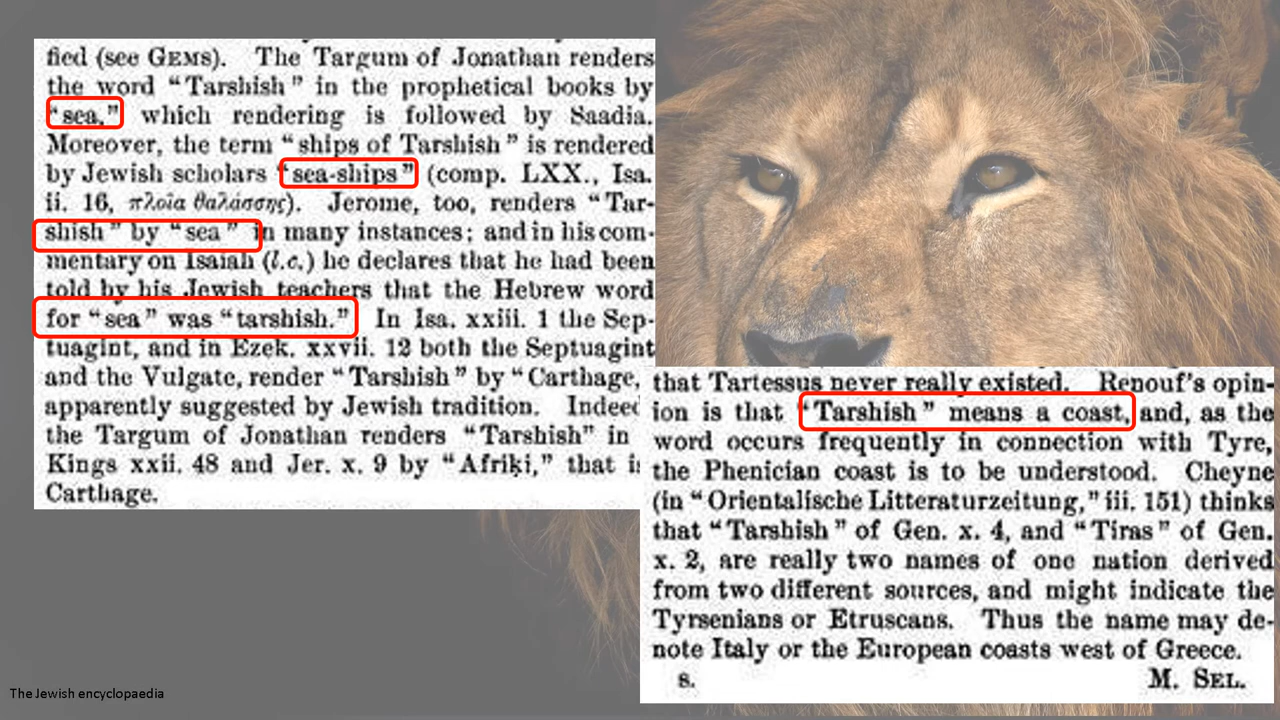 fied (see GEMS). The Targum of Jonathan renders
the word “Tarshish” in the prophetical books by
“sea,” which rendering is followed by Saadia.
Moreover, the term “ships of Tarshish” is rendered
by Jewish scholars “sea-ships” (comp. LXX., Isa.
ii. 16, πλοῖα θαλάσσης). Jerome, too, renders “Tar-
shish” by “sea” in many instances; and in his com-
mentary on Isaiah (l.c.) he declares that he had been
told by his Jewish teachers that the Hebrew word
for “sea” was “tarshish.” In Isa. xxiii. 1 the Sep-
tuagint, and in Ezek. xxvii. 12 both the Septuagint
and the Vulgate, render “Tarshish” by “Carthage,
apparently suggested by Jewish tradition. Indeed
the Targum of Jonathan renders “Tarshish” in
Kings xxii. 48 and Jer. x. 9 by “Afriḳi,” that is
Carthage.
that Tartessus never really existed. Renouf's opin-
ion is that “Tarshish” means a coast, and, as the
word occurs frequently in connection with Tyre,
the Phenician coast is to be understood. Cheyne
(in “Orientalische Litteraturzeitung,” iii. 151) thinks
that “Tarshish” of Gen. x. 4, and “Tiras” of Gen.
x. 2, are really two names of one nation derived
from two different sources, and might indicate the
Tyrsenians or Etruscans. Thus the name may de-
note Italy or the European coasts west of Greece.
s. M. SEL.
The Jewish encyclopaedia